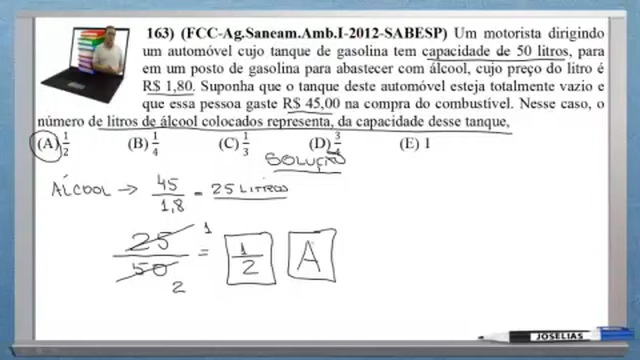 163) (FCC-Ag.Saneam.Amb.I-2012-SABESP) Um motorista dirigindo
um automóvel cujo tanque de gasolina tem capacidade de 50 litros, para
em um posto de gasolina para abastecer com álcool, cujo preço do litro é
R$ 1,80. Suponha que o tanque deste automóvel esteja totalmente vazio e
que essa pessoa gaste R$ 45,00 na compra do combustível. Nesse caso, o
número de litros de álcool colocados representa, da capacidade desse tanque,
(A) 1/2 (B) 1/4 (C) 1/3 (D) 3/4 (E) 1
SOLUÇÃO
ÁLCOOL → 45/1,8 = 25 LITROS
25/50 = 1/2 A
1
2
JOSELIAS